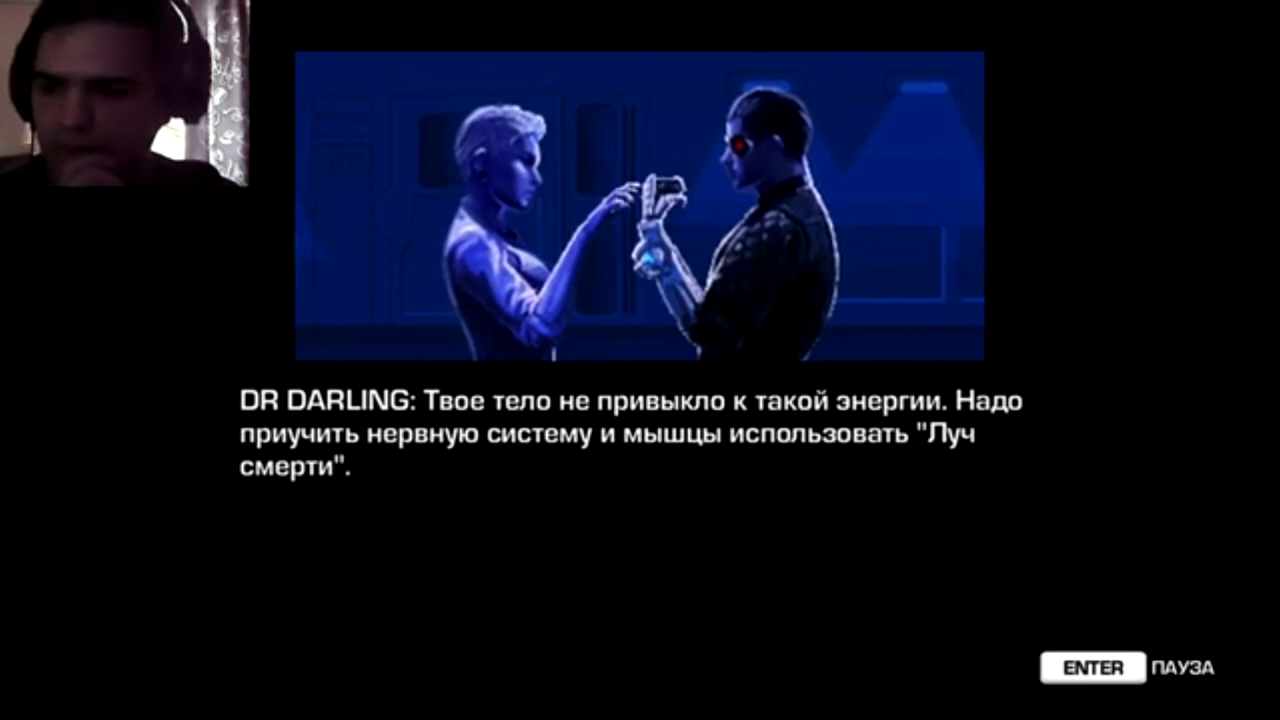 DR DARLING: Твое тело не привыкло к такой энергии. Надо
приучить нервную систему и мышцы использовать "Луч
смерти".
ENTER ПАУЗА